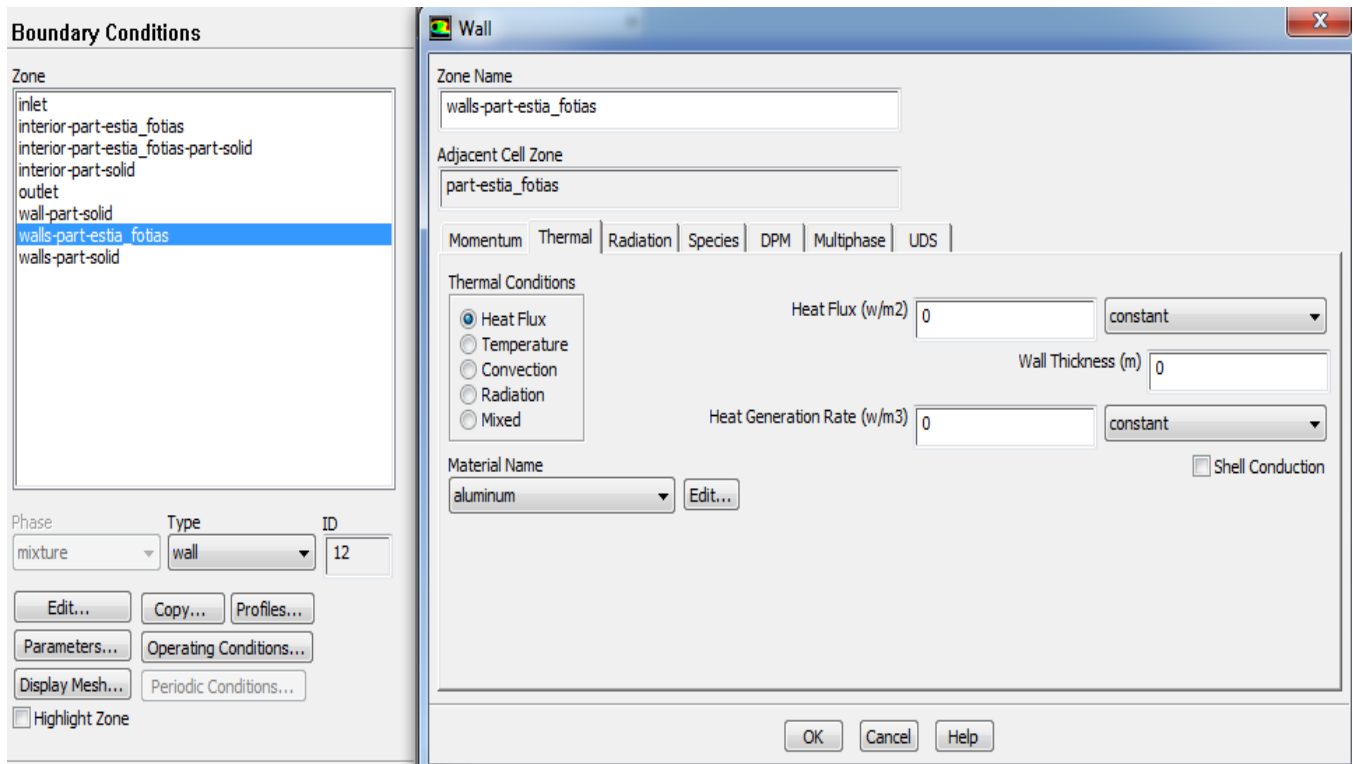 Boundary Conditions
Zone
inlet
interior-part-estia_fotias
interior-part-estia_fotias-part-solid
interior-part-solid
outlet
wall-part-solid
walls-part-estia_fotias
walls-part-solid
Phase
Type
ID
mixture
wall
12
Edit...
Copy...
Profiles...
Parameters...
Operating Conditions...
Display Mesh...
Periodic Conditions...
Highlight Zone
Wall
Zone Name
walls-part-estia_fotias
Adjacent Cell Zone
part-estia_fotias
Momentum
Thermal
Radiation
Species
DPM
Multiphase
UDS
Thermal Conditions
Heat Flux
Temperature
Convection
Radiation
Mixed
Heat Flux (w/m2)
0
constant
Wall Thickness (m)
0
Heat Generation Rate (w/m3)
0
constant
Material Name
aluminum
Edit...
Shell Conduction
OK
Cancel
Help